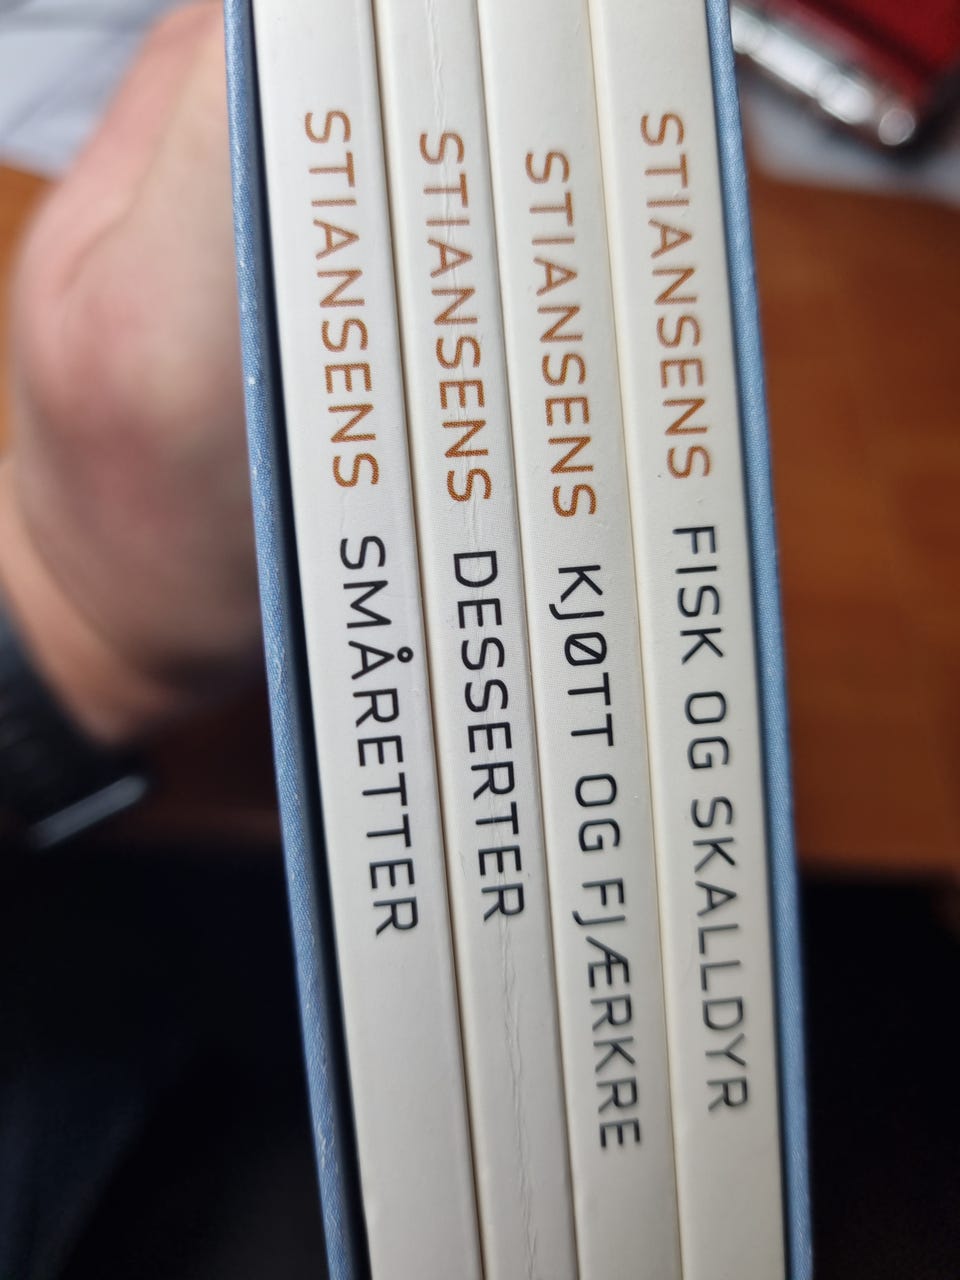 STIANSENS SMÅRETTER
STIANSENS DESSERTER
STIANSENS KJØTT OG FJÆRKRE
STIANSENS FISK OG SKALLDYR